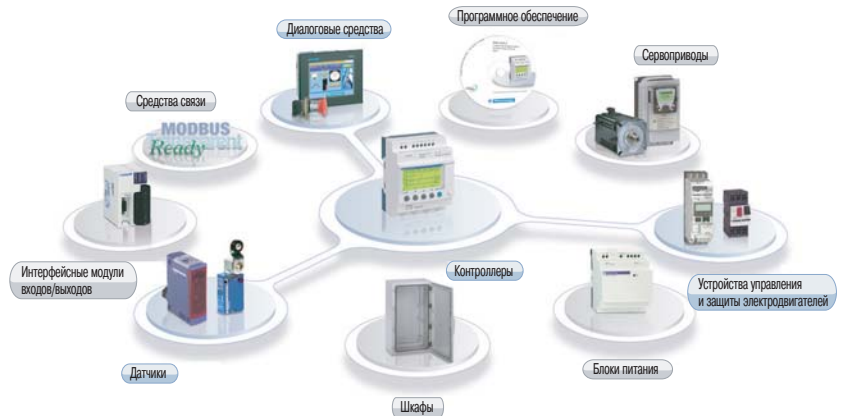 Программное обеспечение
Диалоговые средства
Сервоприводы
Средства связи
MODBUS
Ready
Интерфейсные модули
входов/выходов
Контроллеры
Устройства управления
и защиты электродвигателей
Датчики
Блоки питания
Шкафы